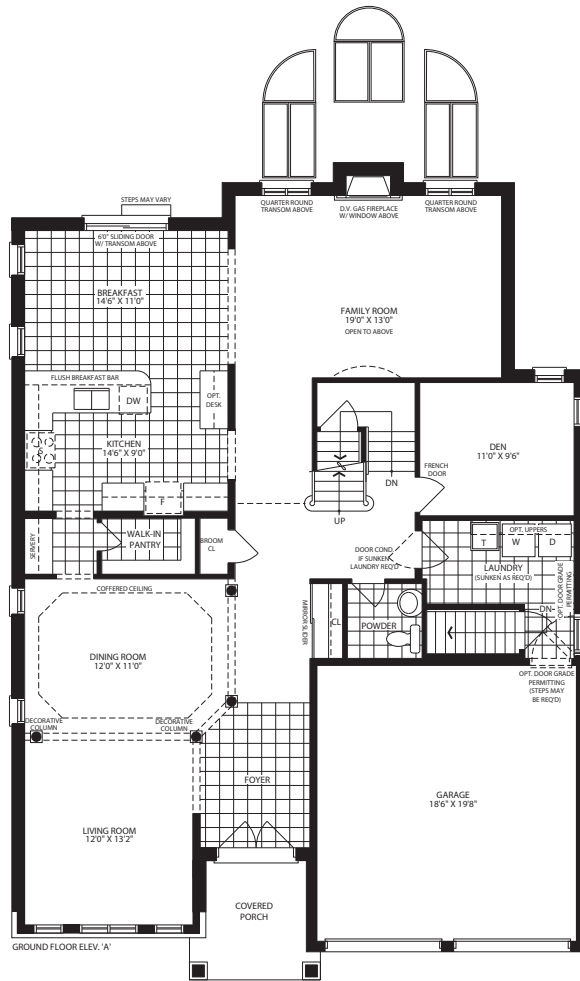 QUARTER ROUND
TRANSOM ABOVE
D.V. GAS FIREPLACE
W/ WINDOW ABOVE
QUARTER ROUND
TRANSOM ABOVE
STEPS MAY VARY
6'0" SLIDING DOOR
W/ TRANSOM ABOVE
BREAKFAST
14'6" X 11'0"
FAMILY ROOM
19'0" X 13'0"
OPEN TO ABOVE
FLUSH BREAKFAST BAR
DW
OPT.
DESK
S
KITCHEN
14'6" X 9'0"
F
DN
UP
FRENCH
DOOR
DEN
11'0" X 9'6"
SERVERY
WALK-IN
PANTRY
BROOM
CL
DOOR COND.
IF SUNKEN
LAUNDRY REQ'D
OPT. UPPERS
T
W
D
LAUNDRY
(SUNKEN AS REQ'D)
OPT. DOOR GRADE
PERMITTING
DN
COFFERED CEILING
DINING ROOM
12'0" X 11'0"
MIRROR SLIDER
CL
POWDER
OPT. DOOR GRADE
PERMITTING
(STEPS MAY
BE REQ'D)
DECORATIVE
COLUMN
DECORATIVE
COLUMN
FOYER
LIVING ROOM
12'0" X 13'2"
GARAGE
18'6" X 19'8"
COVERED
PORCH
GROUND FLOOR ELEV. 'A'